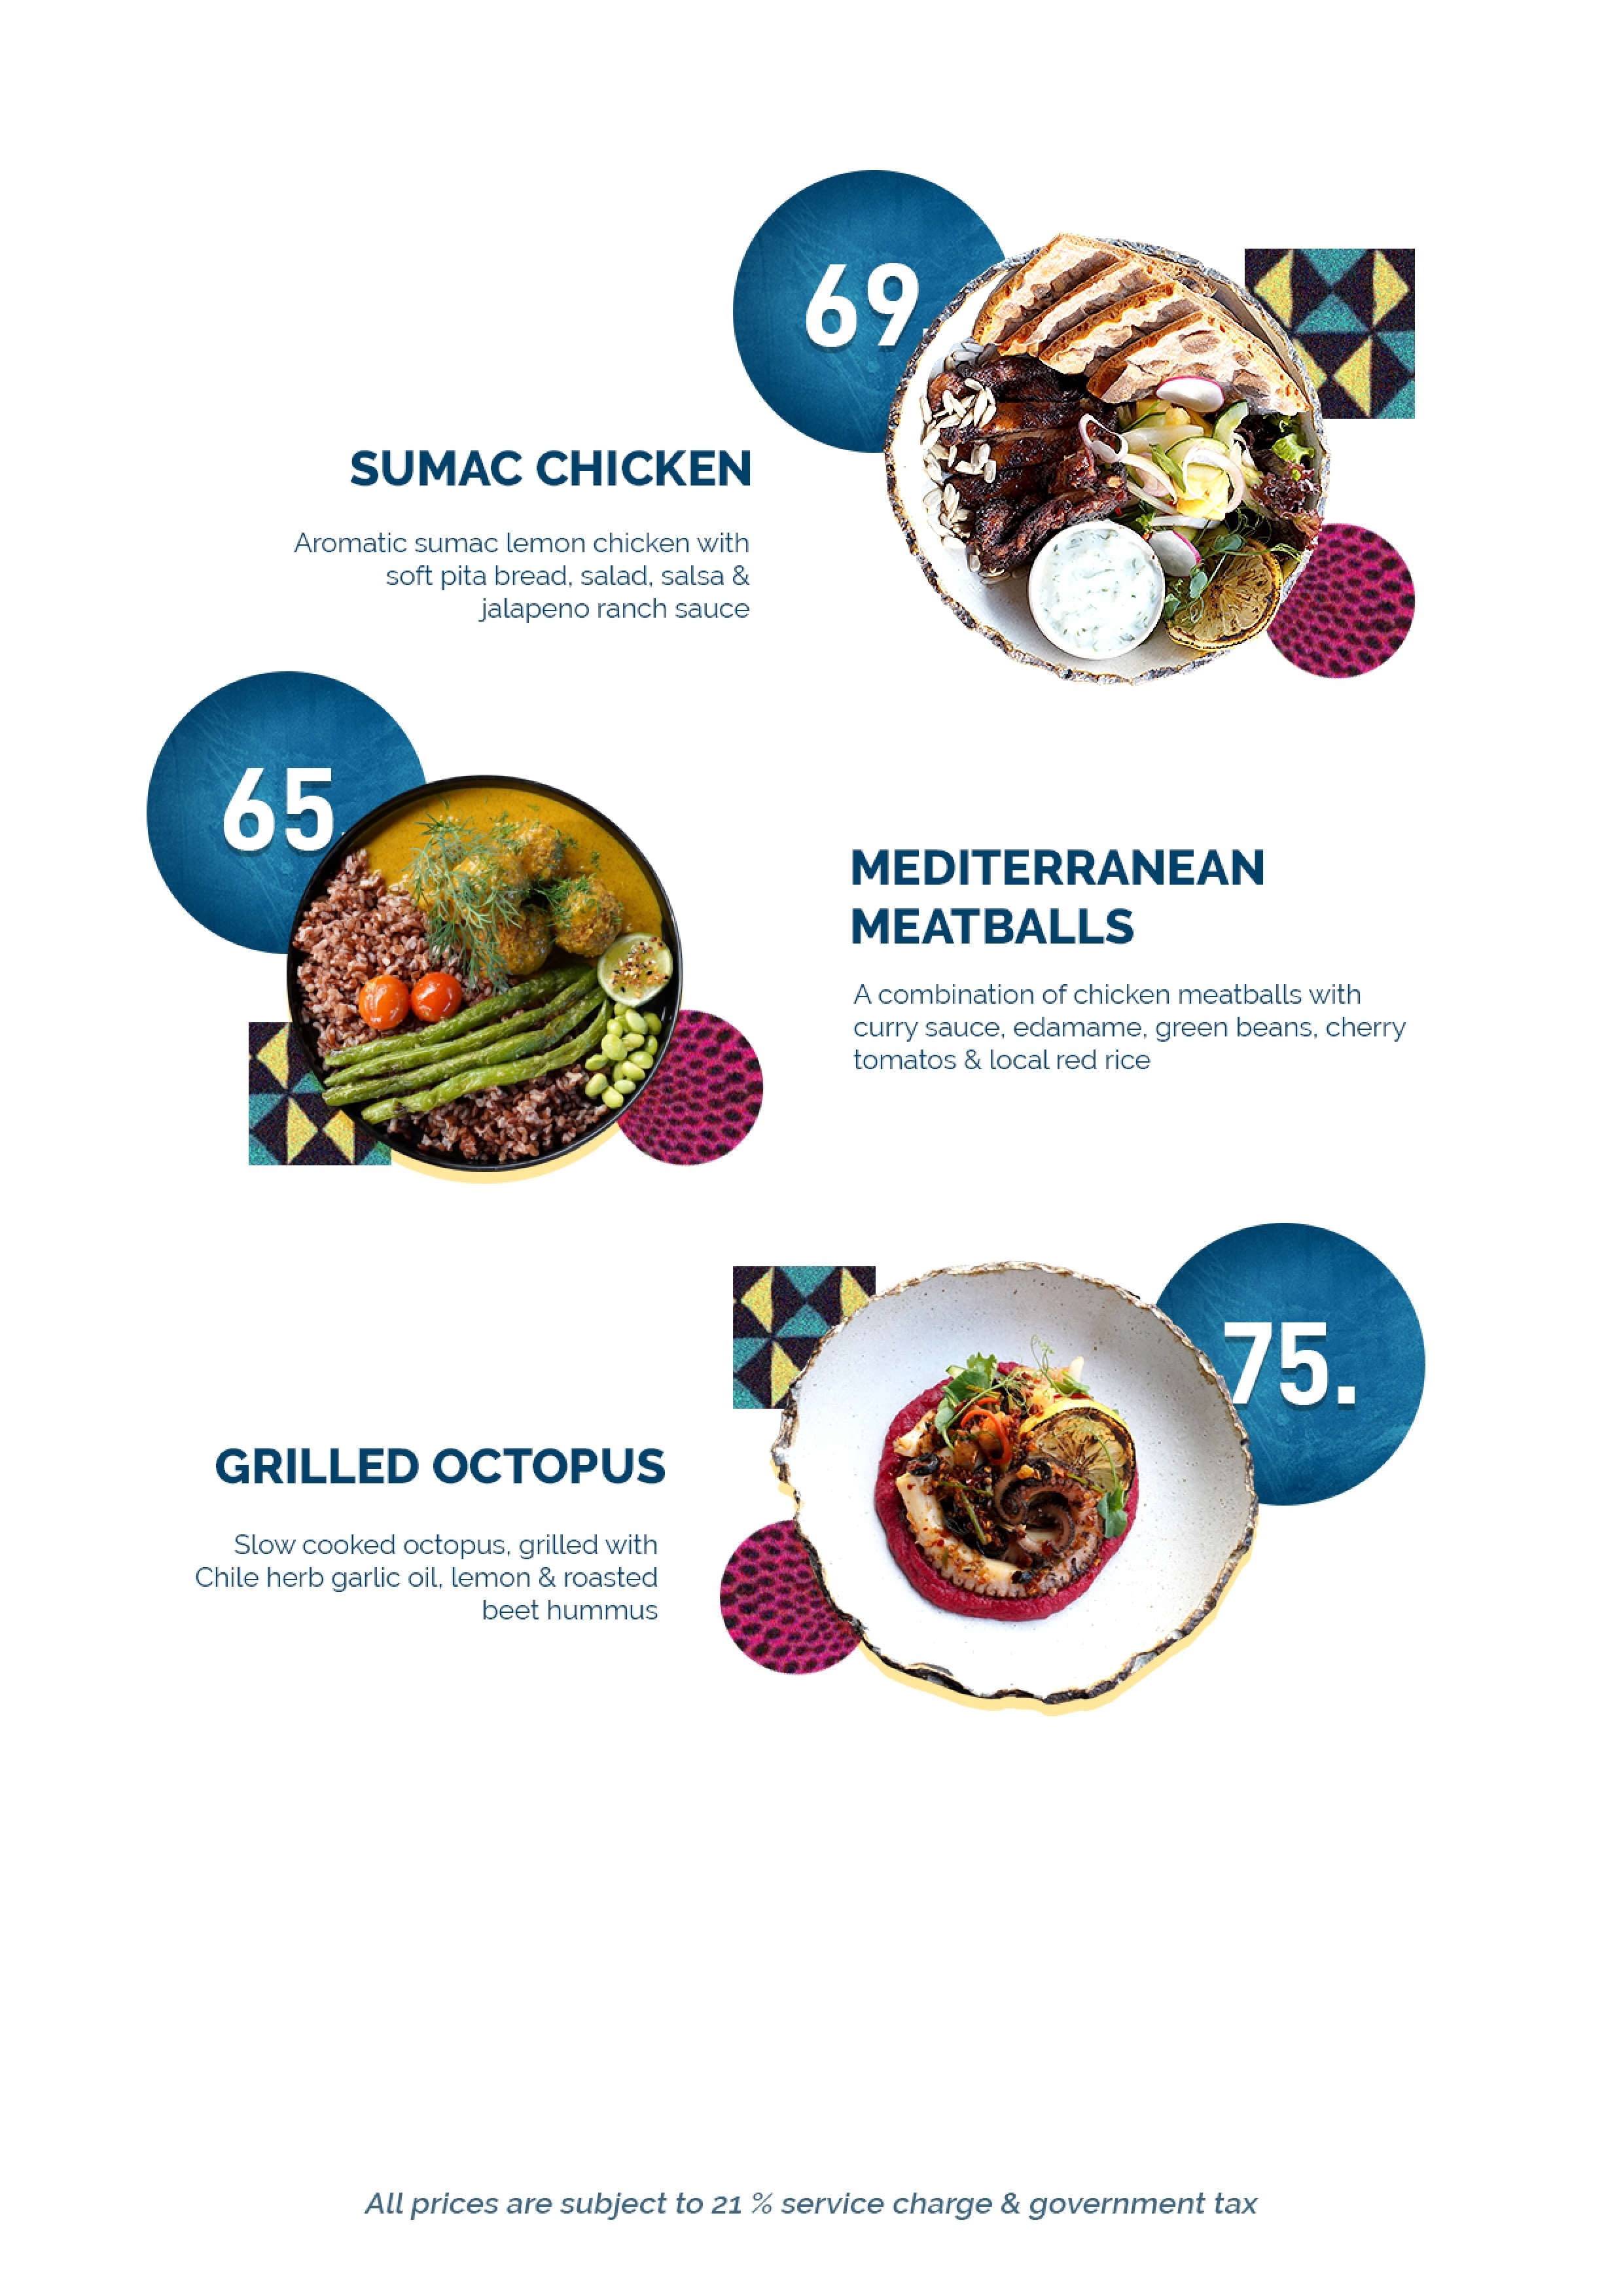 69.
SUMAC CHICKEN
Aromatic sumac lemon chicken with
soft pita bread, salad, salsa &
jalapeno ranch sauce
65.
MEDITERRANEAN
MEATBALLS
A combination of chicken meatballs with
curry sauce, edamame, green beans, cherry
tomatos & local red rice
75.
GRILLED OCTOPUS
Slow cooked octopus, grilled with
Chile herb garlic oil, lemon & roasted
beet hummus
All prices are subject to 21 % service charge & government tax